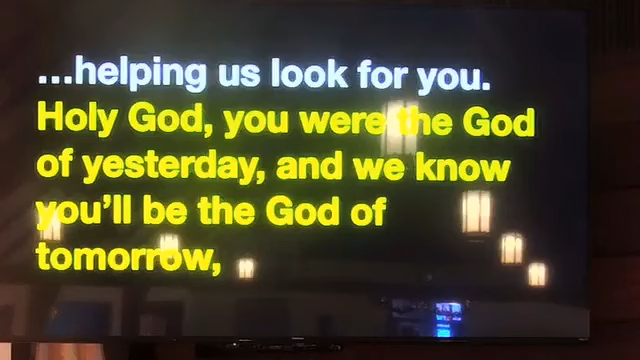 …helping us look for you.
Holy God, you were the God
of yesterday, and we know
you'll be the God of
tomorrow,